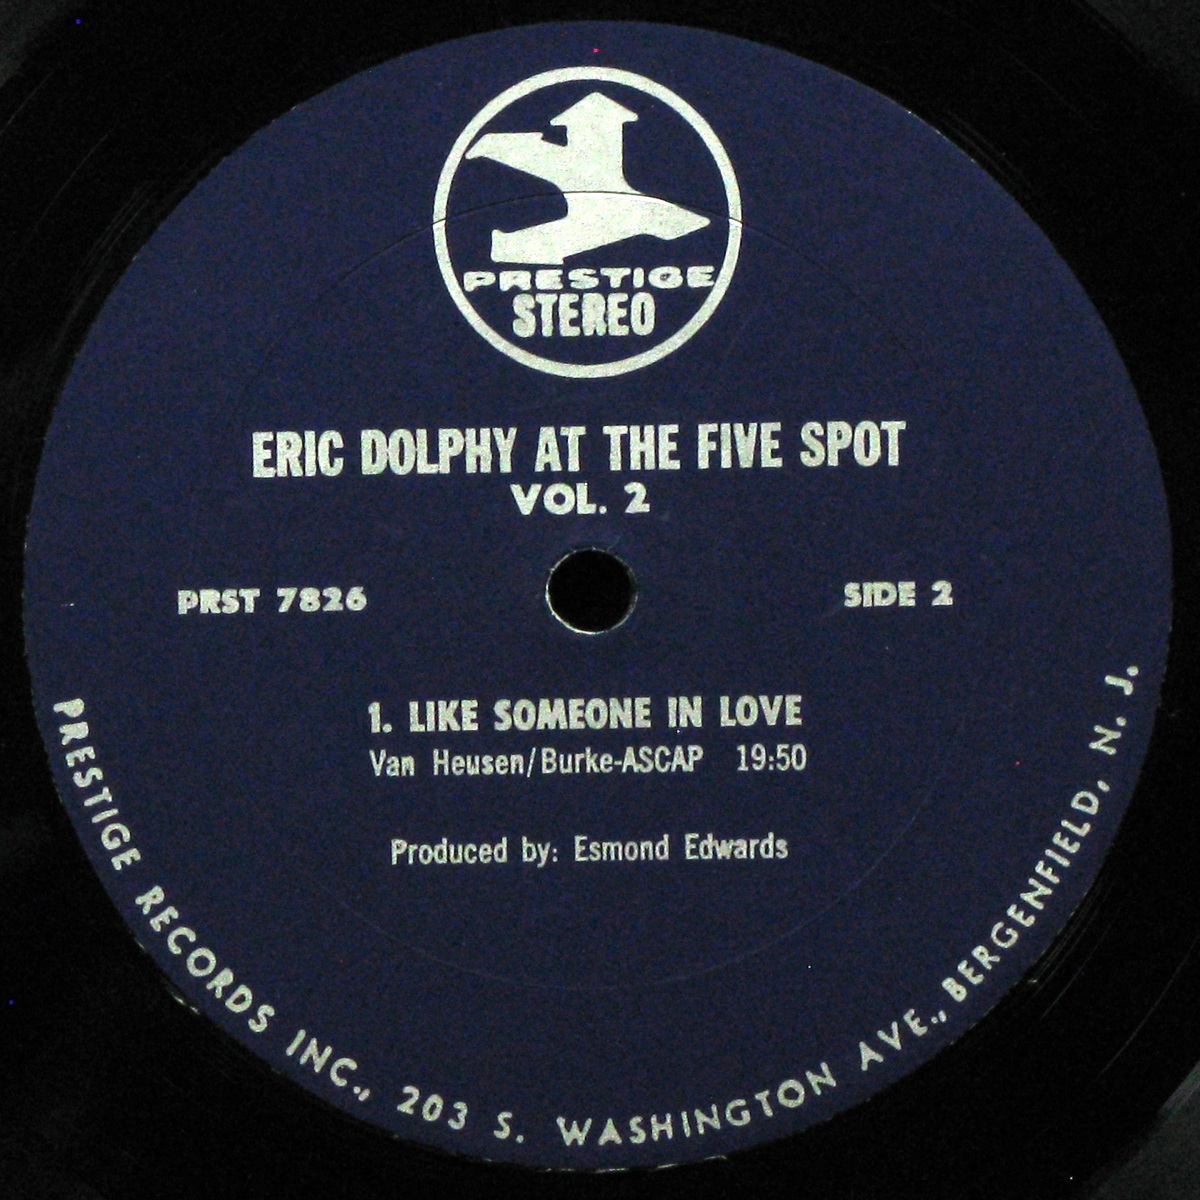 PRESTIGE
STEREO
ERIC DOLPHY AT THE FIVE SPOT
VOL. 2
PRST 7826
SIDE 2
1. LIKE SOMEONE IN LOVE
Van Heusen/Burke-ASCAP 19:50
Produced by: Esmond Edwards
PRESTIGE RECORDS INC., 203 S. WASHINGTON AVE., BERGENFIELD, N. J.